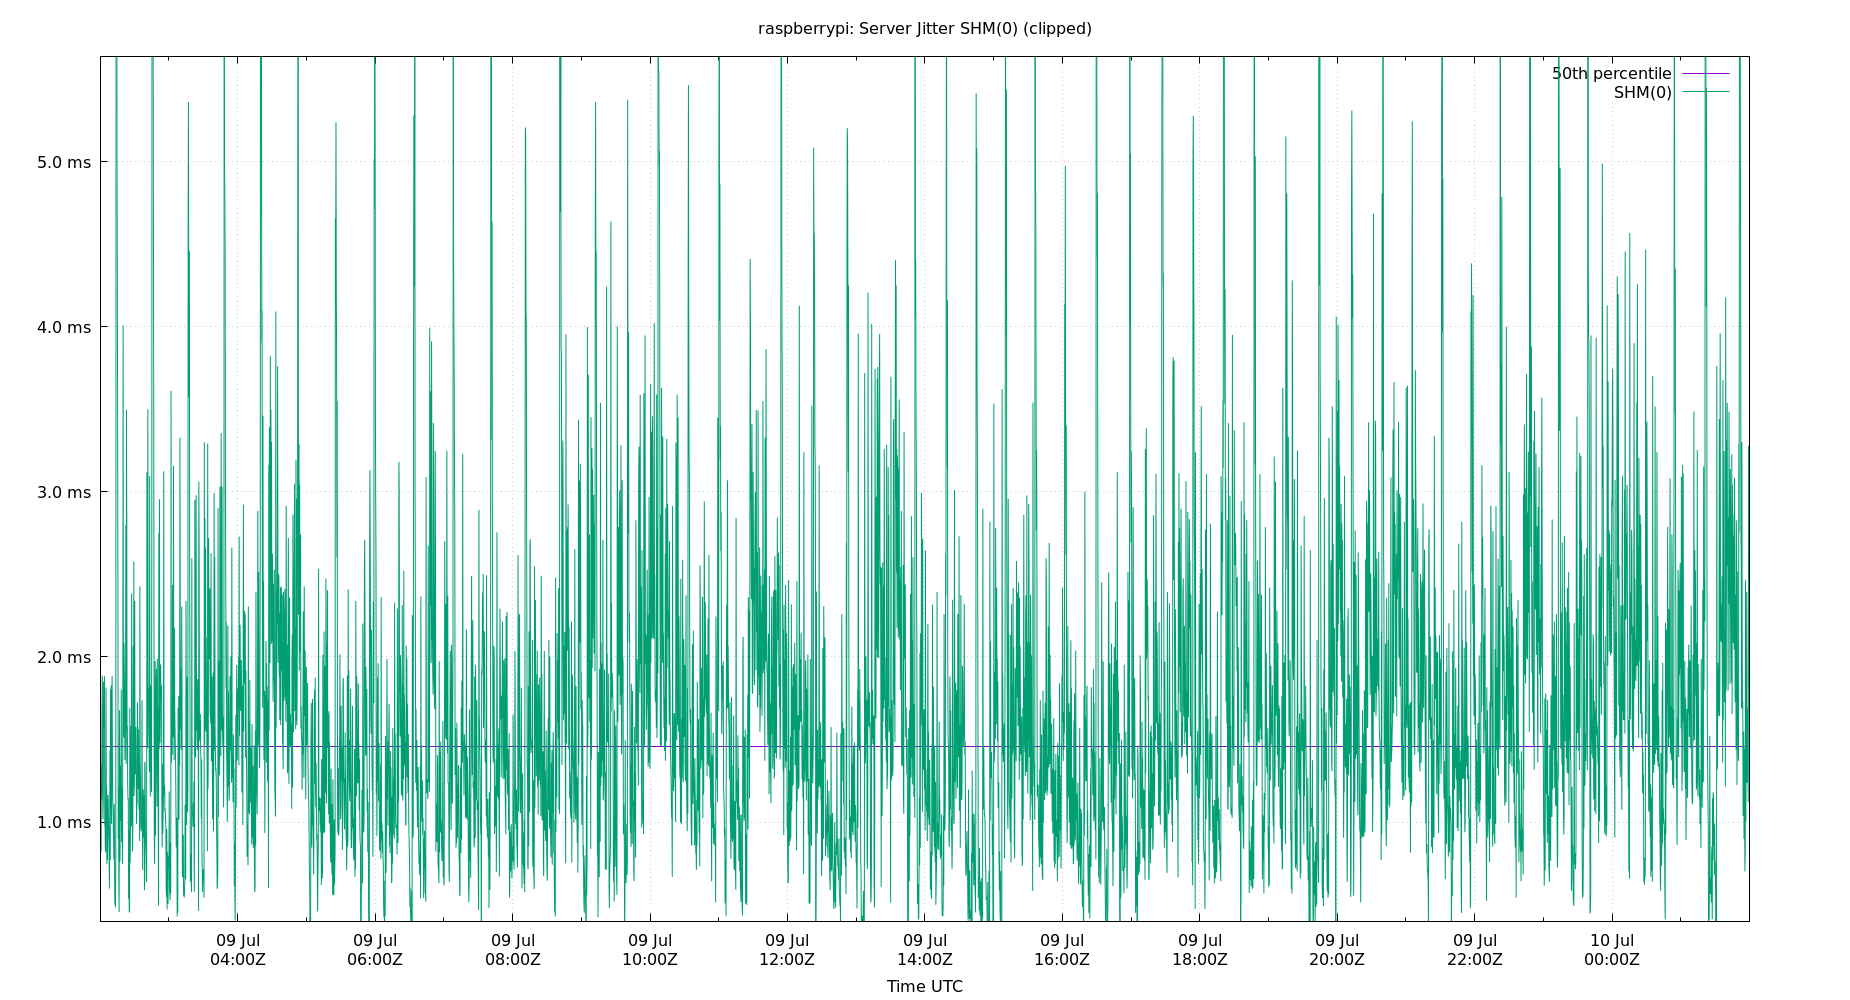 raspberrypi: Server Jitter SHM(0) (clipped)
50th percentile
SHM(0)
5.0 ms
4.0 ms
3.0 ms
2.0 ms
1.0 ms
09 Jul 09 Jul 09 Jul 09 Jul 09 Jul 09 Jul 09 Jul 09 Jul 09 Jul 09 Jul 10 Jul
04:00Z 06:00Z 08:00Z 10:00Z 12:00Z 14:00Z 16:00Z 18:00Z 20:00Z 22:00Z 00:00Z
Time UTC